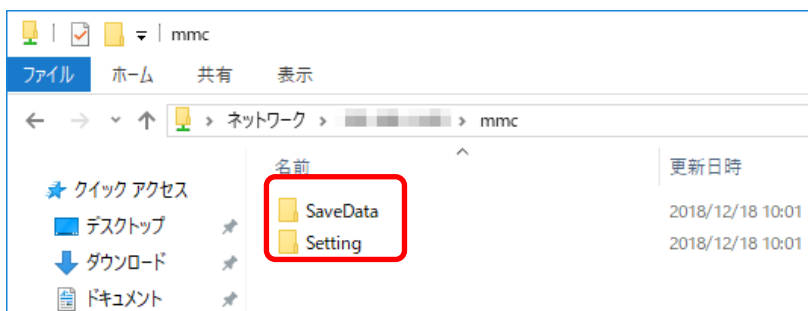 mmc
ファイル ホーム 共有 表示
ネットワーク mmc
名前 更新日時
クイック アクセス
SaveData 2018/12/18 10:01
デスクトップ
Setting 2018/12/18 10:01
ダウンロード
ドキュメント